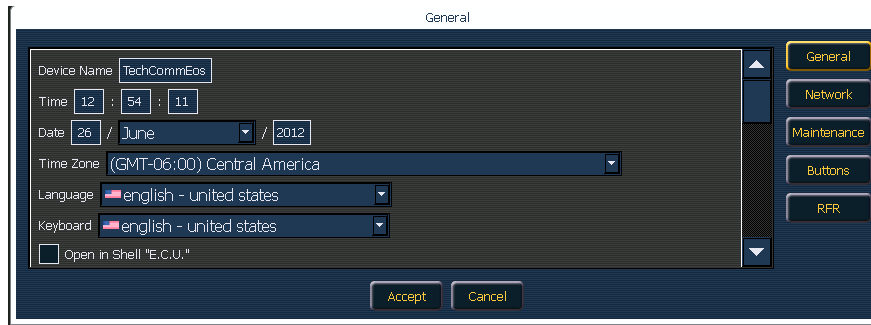 General
Device Name TechCommEos
Time 12 : 54 : 11
Date 26 / June / 2012
Time Zone (GMT-06:00) Central America
Language english - united states
Keyboard english - united states
Open in Shell "E.C.U."
General
Network
Maintenance
Buttons
RFR
Accept Cancel